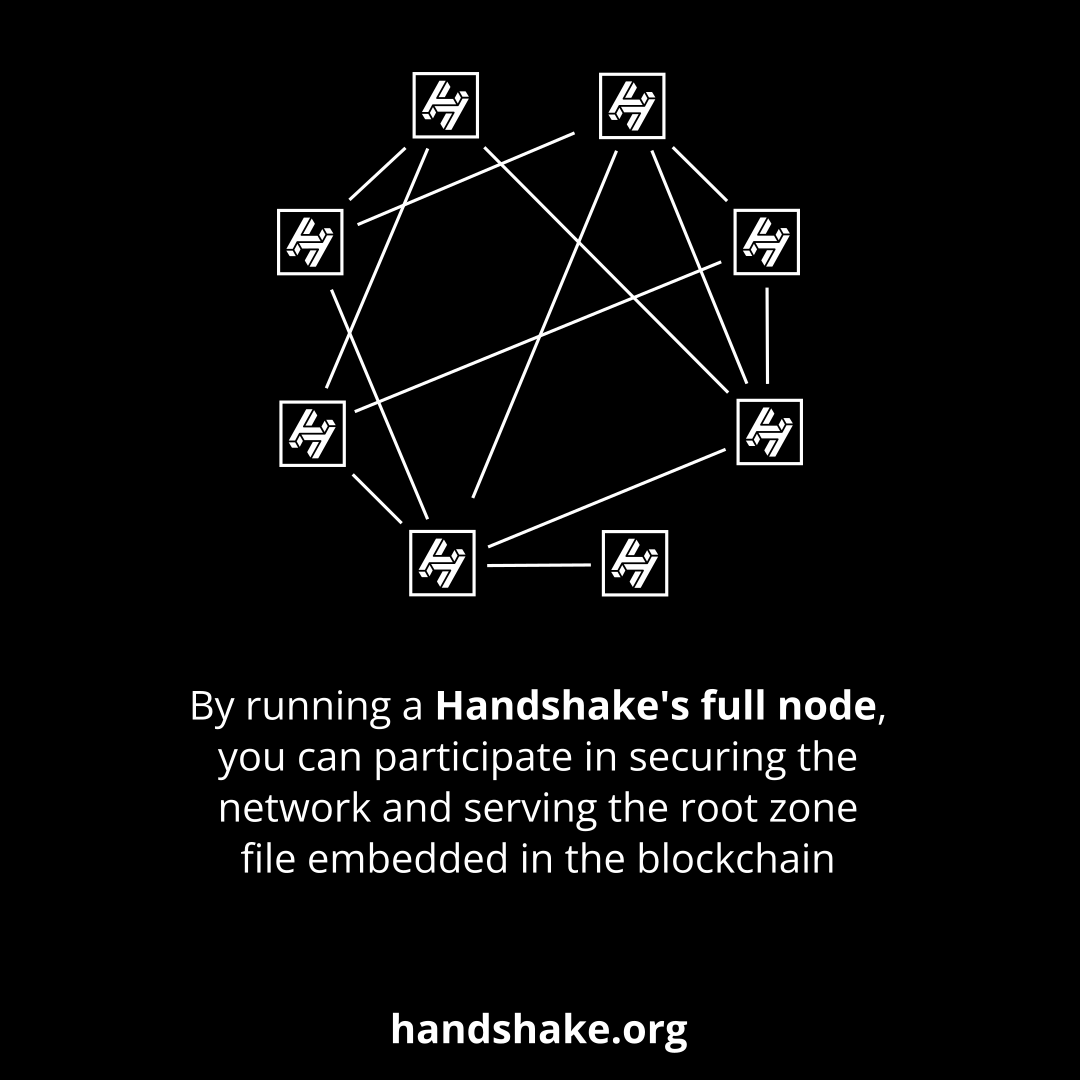 By running a Handshake's full node,
you can participate in securing the
network and serving the root zone
file embedded in the blockchain
handshake.org